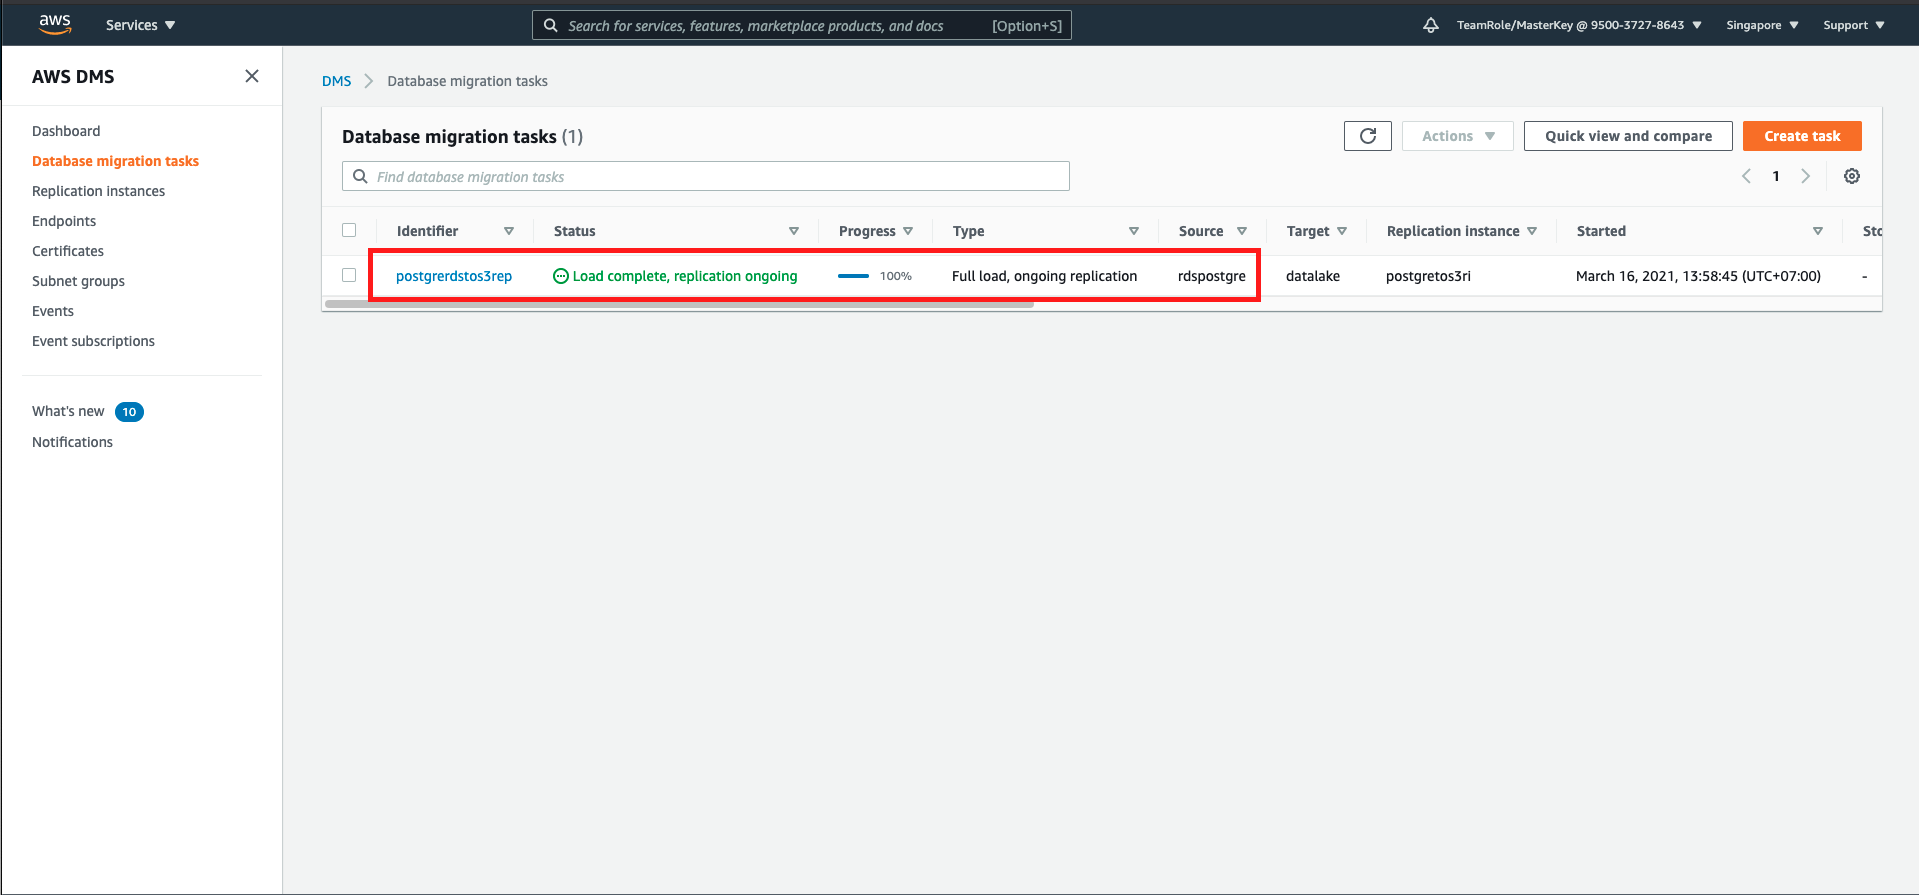 aws
Services
Search for services, features, marketplace products, and docs [Option+S]
TeamRole/MasterKey @ 9500-3727-8643
Singapore
Support
AWS DMS
Dashboard
Database migration tasks
Replication instances
Endpoints
Certificates
Subnet groups
Events
Event subscriptions
What's new 10
Notifications
DMS Database migration tasks
Database migration tasks (1)
Actions
Quick view and compare
Create task
Find database migration tasks
1
Identifier Status Progress Type Source Target Replication instance Started Sto
postgrerdstos3rep Load complete, replication ongoing 100% Full load, ongoing replication rdspostgre datalake postgretos3ri March 16, 2021, 13:58:45 (UTC+07:00) -